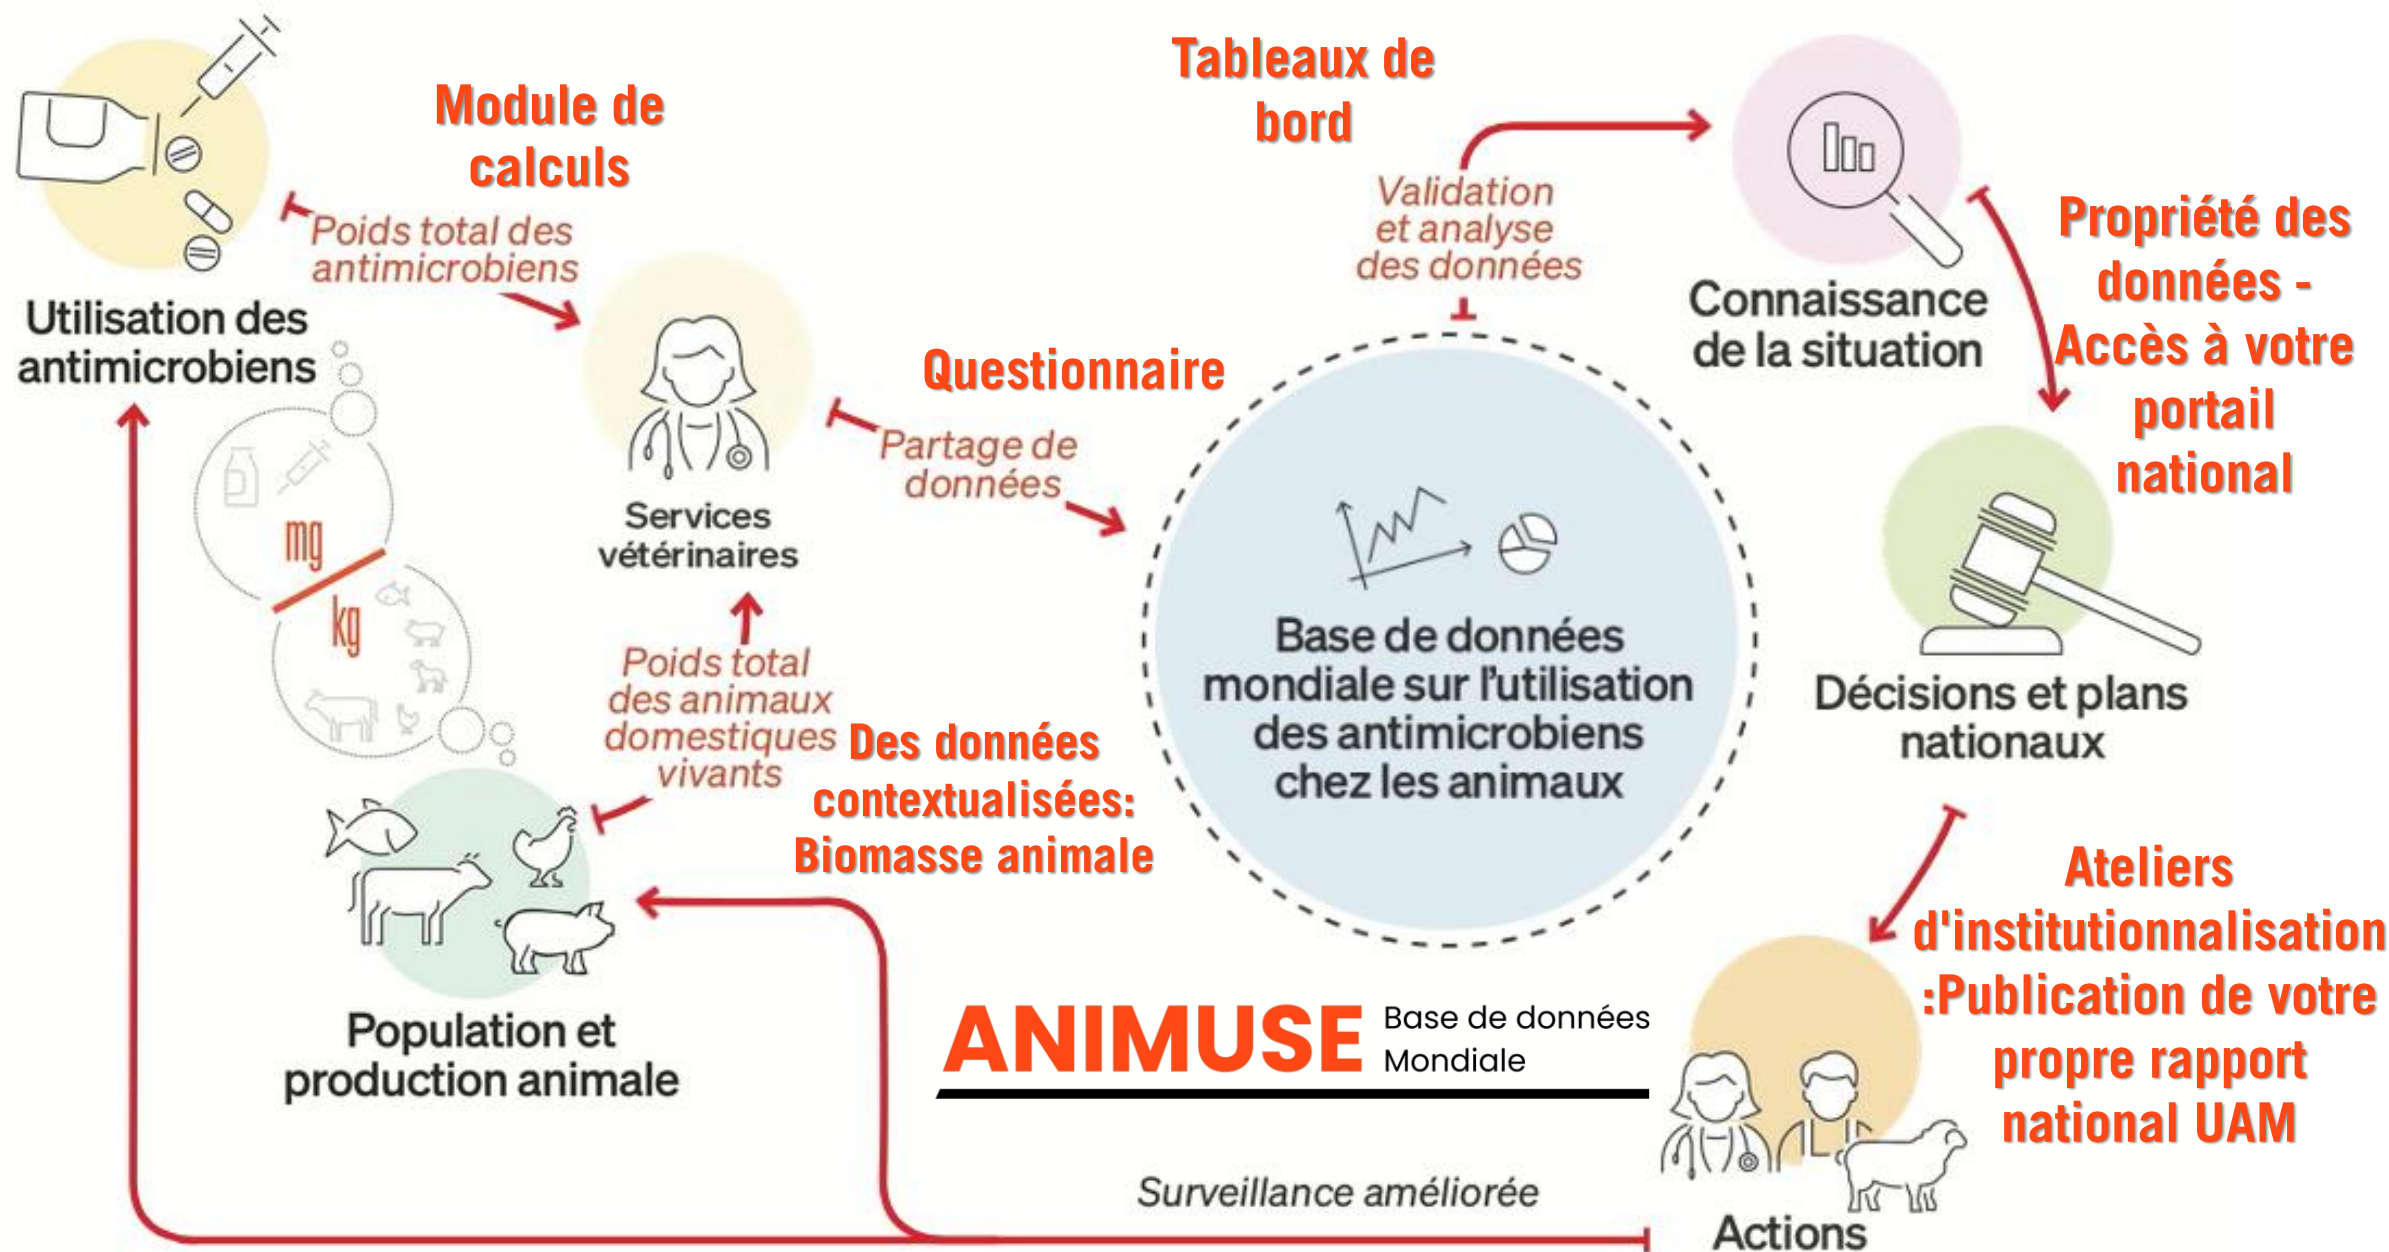 Module de
calculs
Poids total des
antimicrobiens
Utilisation des
antimicrobiens
mg
kg
Services
vétérinaires
Poids total
des animaux
domestiques
vivants
Des données
contextualisées:
Biomasse animale
Population et
production animale
Questionnaire
Partage de
données
Tableaux de
bord
Validation
et analyse
des données
Base de données
mondiale sur l'utilisation
des antimicrobiens
chez les animaux
Connaissance
de la situation
Propriété des
données -
Accès à votre
portail
national
Décisions et plans
nationaux
Ateliers
d'institutionnalisation
:Publication de votre
propre rapport
national UAM
ANIMUSE
Base de données
Mondiale
Surveillance améliorée
Actions